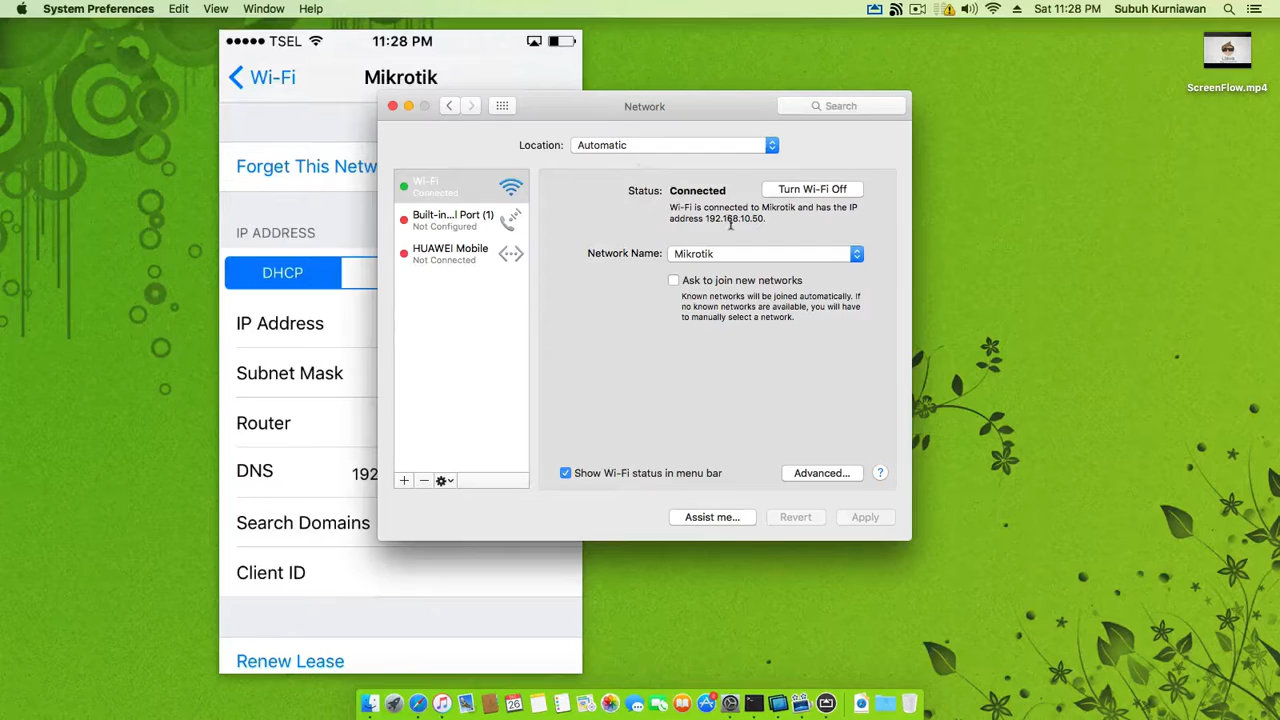 System Preferences Edit View Window Help
Sat 11:28 PM Subuh Kurniawan
ScreenFlow.mp4
TSEL 11:28 PM
Wi-Fi Mikrotik
Forget This Netw
IP ADDRESS
DHCP
IP Address
Subnet Mask
Router
DNS 192
Search Domains
Client ID
Renew Lease
Network
Search
Location: Automatic
Wi-Fi
Connected
Built-in...l Port (1)
Not Configured
HUAWEI Mobile
Not Connected
Status: Connected Turn Wi-Fi Off
Wi-Fi is connected to Mikrotik and has the IP
address 192.168.10.50.
Network Name: Mikrotik
Ask to join new networks
Known networks will be joined automatically. If
no known networks are available, you will have
to manually select a network.
Show Wi-Fi status in menu bar Advanced... ?
Assist me... Revert Apply
26